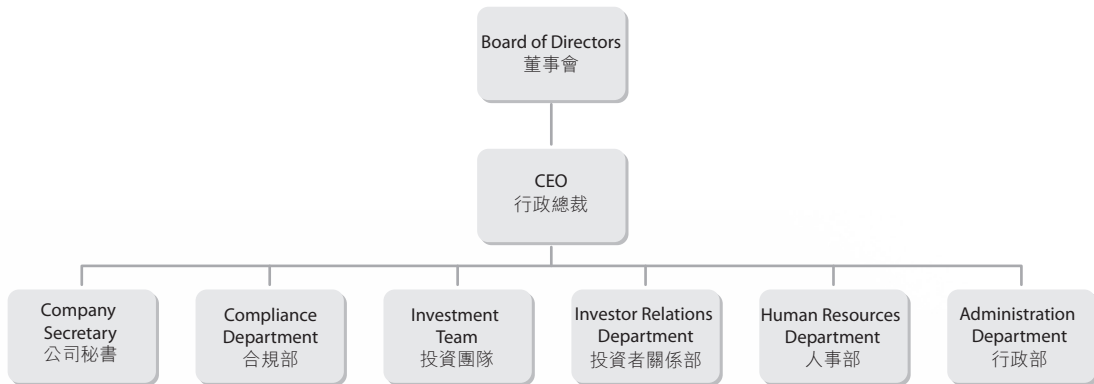 Board of Directors
董事會
CEO
行政總裁
Company
Secretary
公司秘書
Compliance
Department
合規部
Investment
Team
投資團隊
Investor Relations
Department
投資者關係部
Human Resources
Department
人事部
Administration
Department
行政部